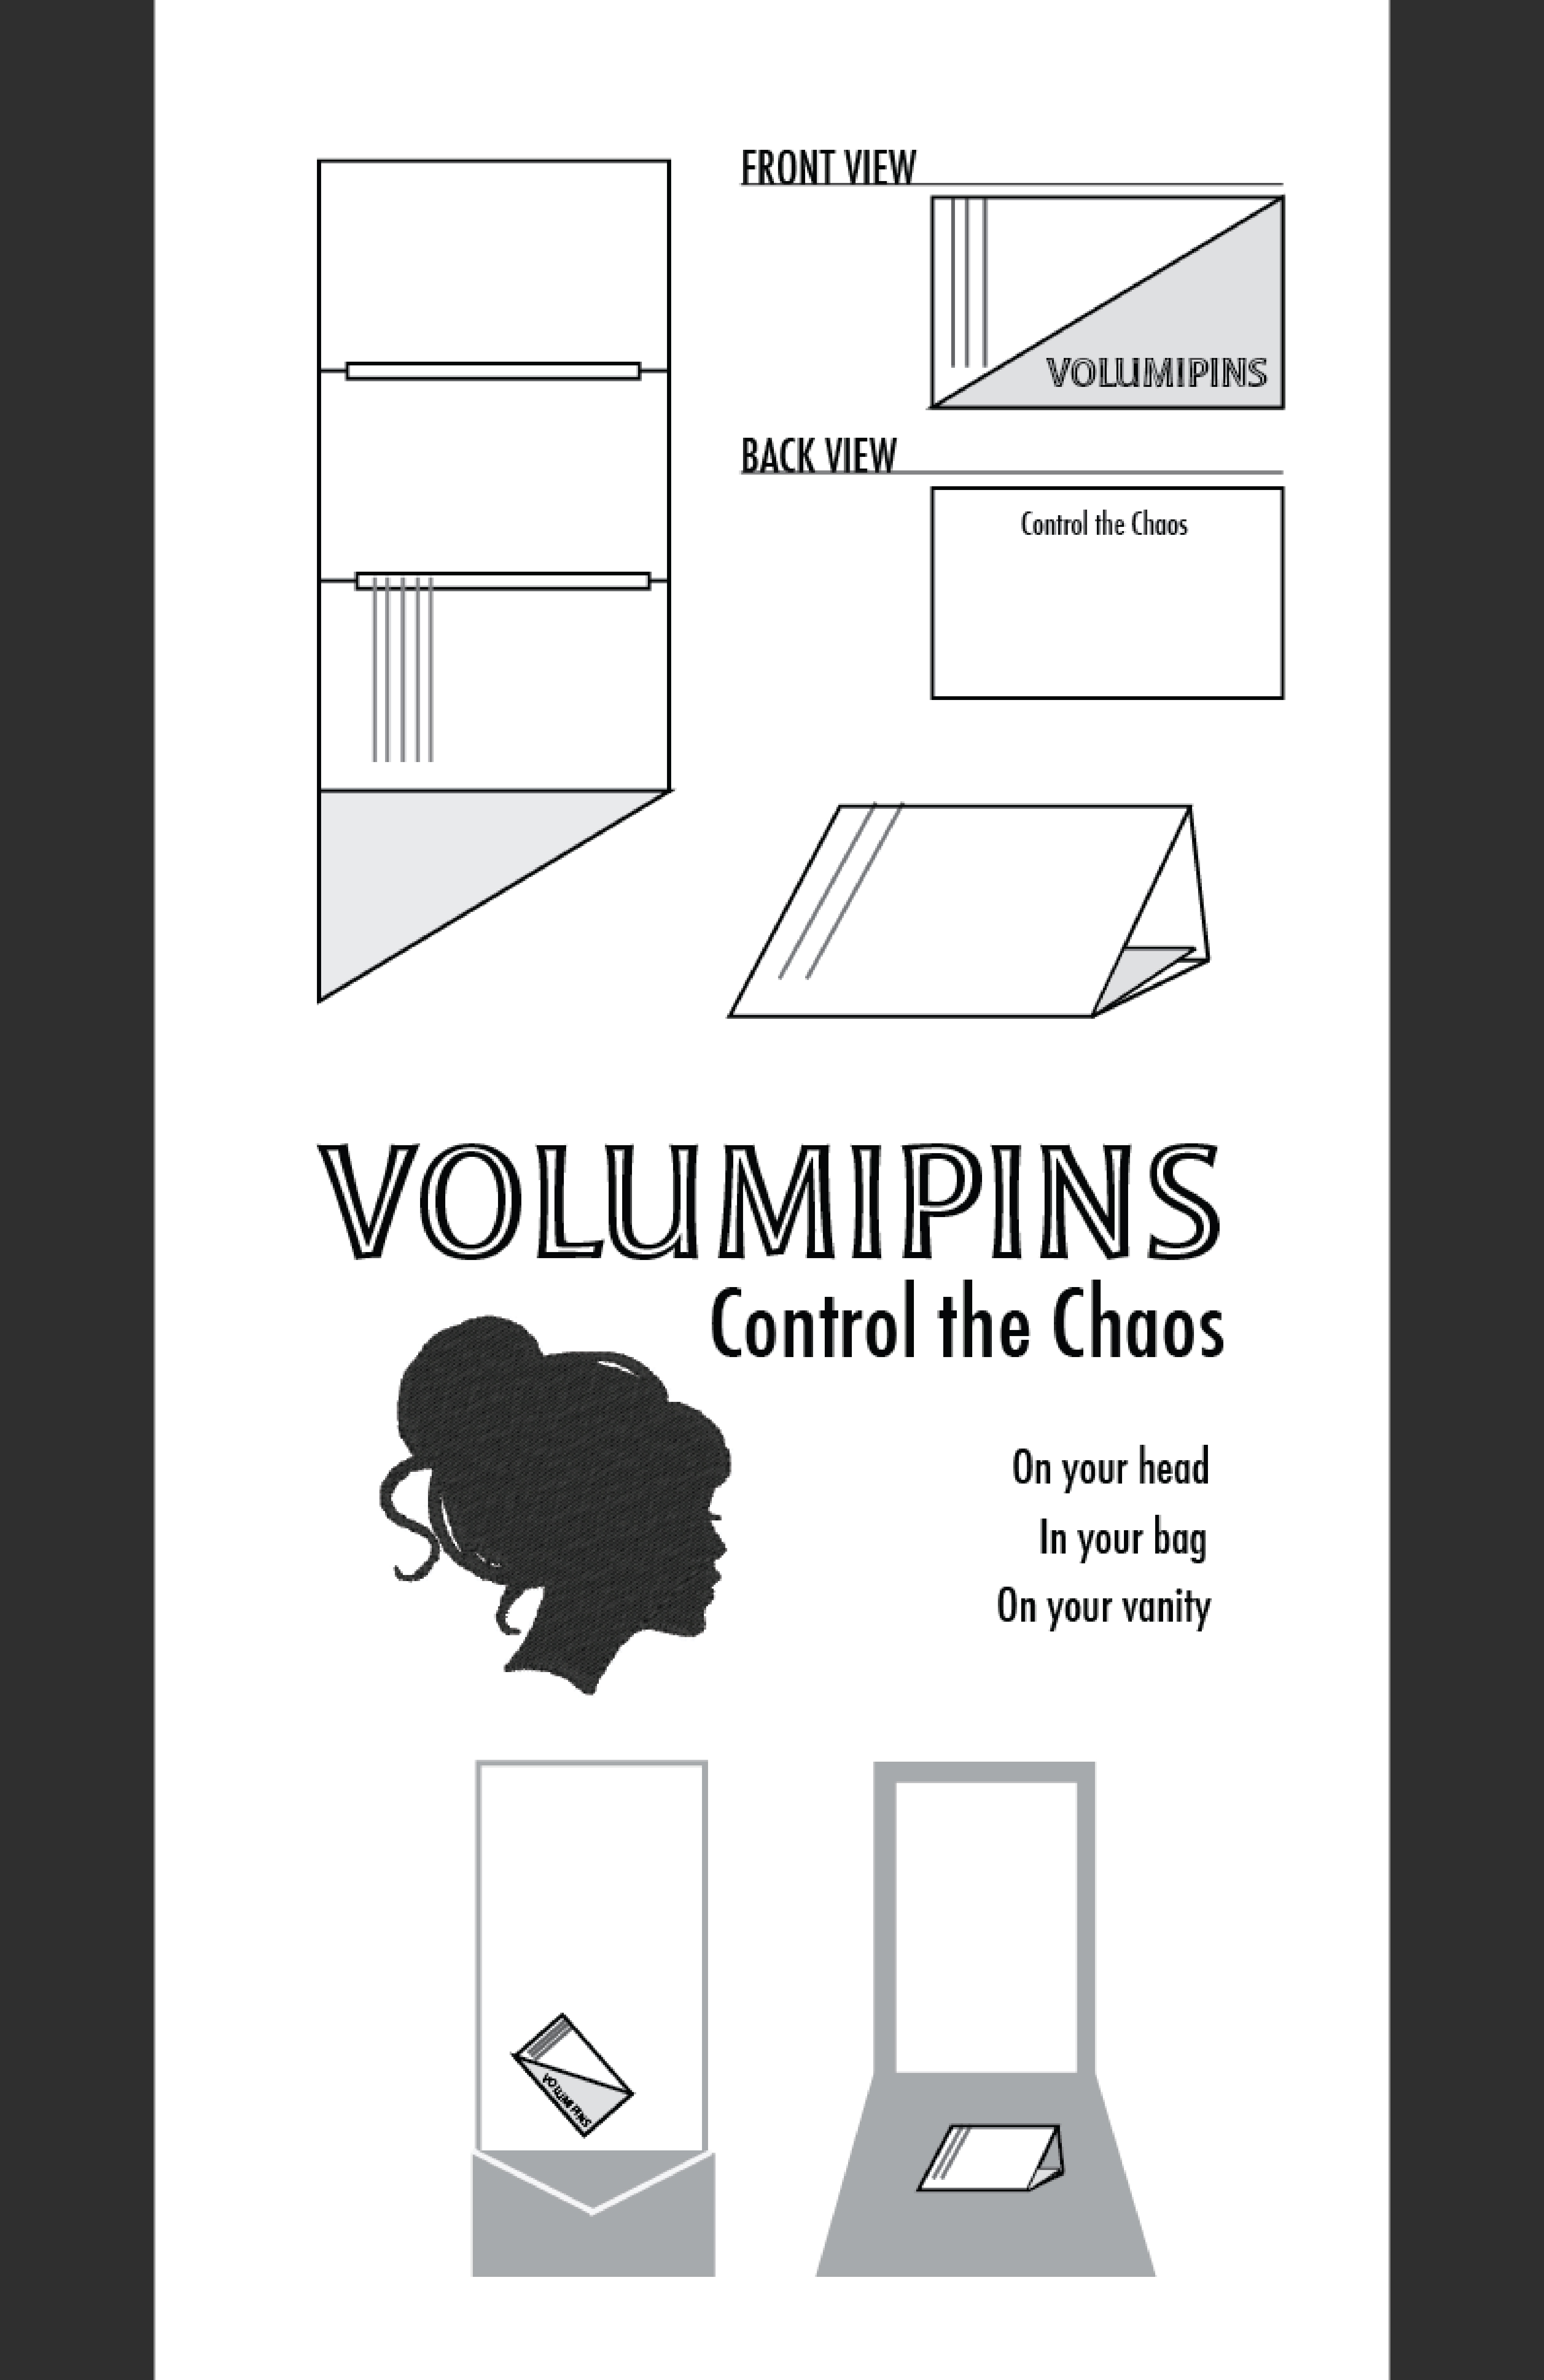 FRONT VIEW
VOLUMIPINS
BACK VIEW
Control the Chaos
VOLUMIPINS
Control the Chaos
On your head
In your bag
On your vanity
VOLUMIPINS